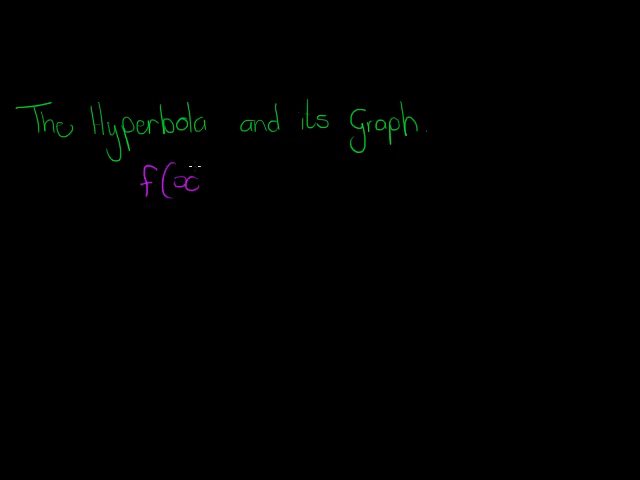 The Hyperbola and its Graph.
f(x